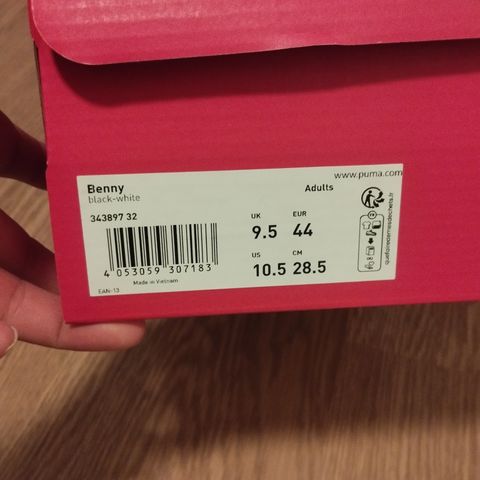 www.puma.com
Benny
black-white
Adults
343897 32
UK
9.5
EUR
44
US
10.5
CM
28.5
4 053059 307183
Made in Vietnam
EAN-13
FR
quefairedemesdechets.fr